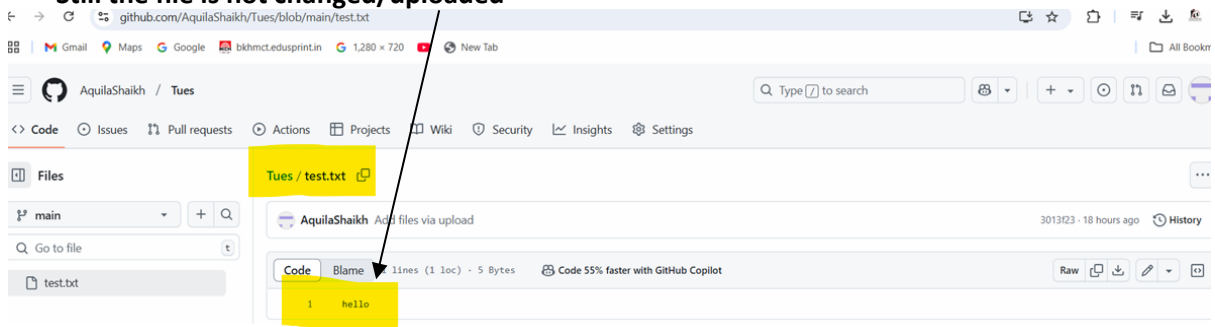 Still the file is not changed/uploaded
github.com/AquilaShaikh/Tues/blob/main/test.txt
Gmail Maps Google bkhmct.edusprint.in 1,280 × 720 New Tab All Bookm
AquilaShaikh / Tues Type / to search
Code Issues Pull requests Actions Projects Wiki Security Insights Settings
Files Tues / test.txt
main AquilaShaikh Add files via upload 3013f23 · 18 hours ago History
Go to file t
Code Blame lines (1 loc) · 5 Bytes Code 55% faster with GitHub Copilot Raw
test.txt
1 hello